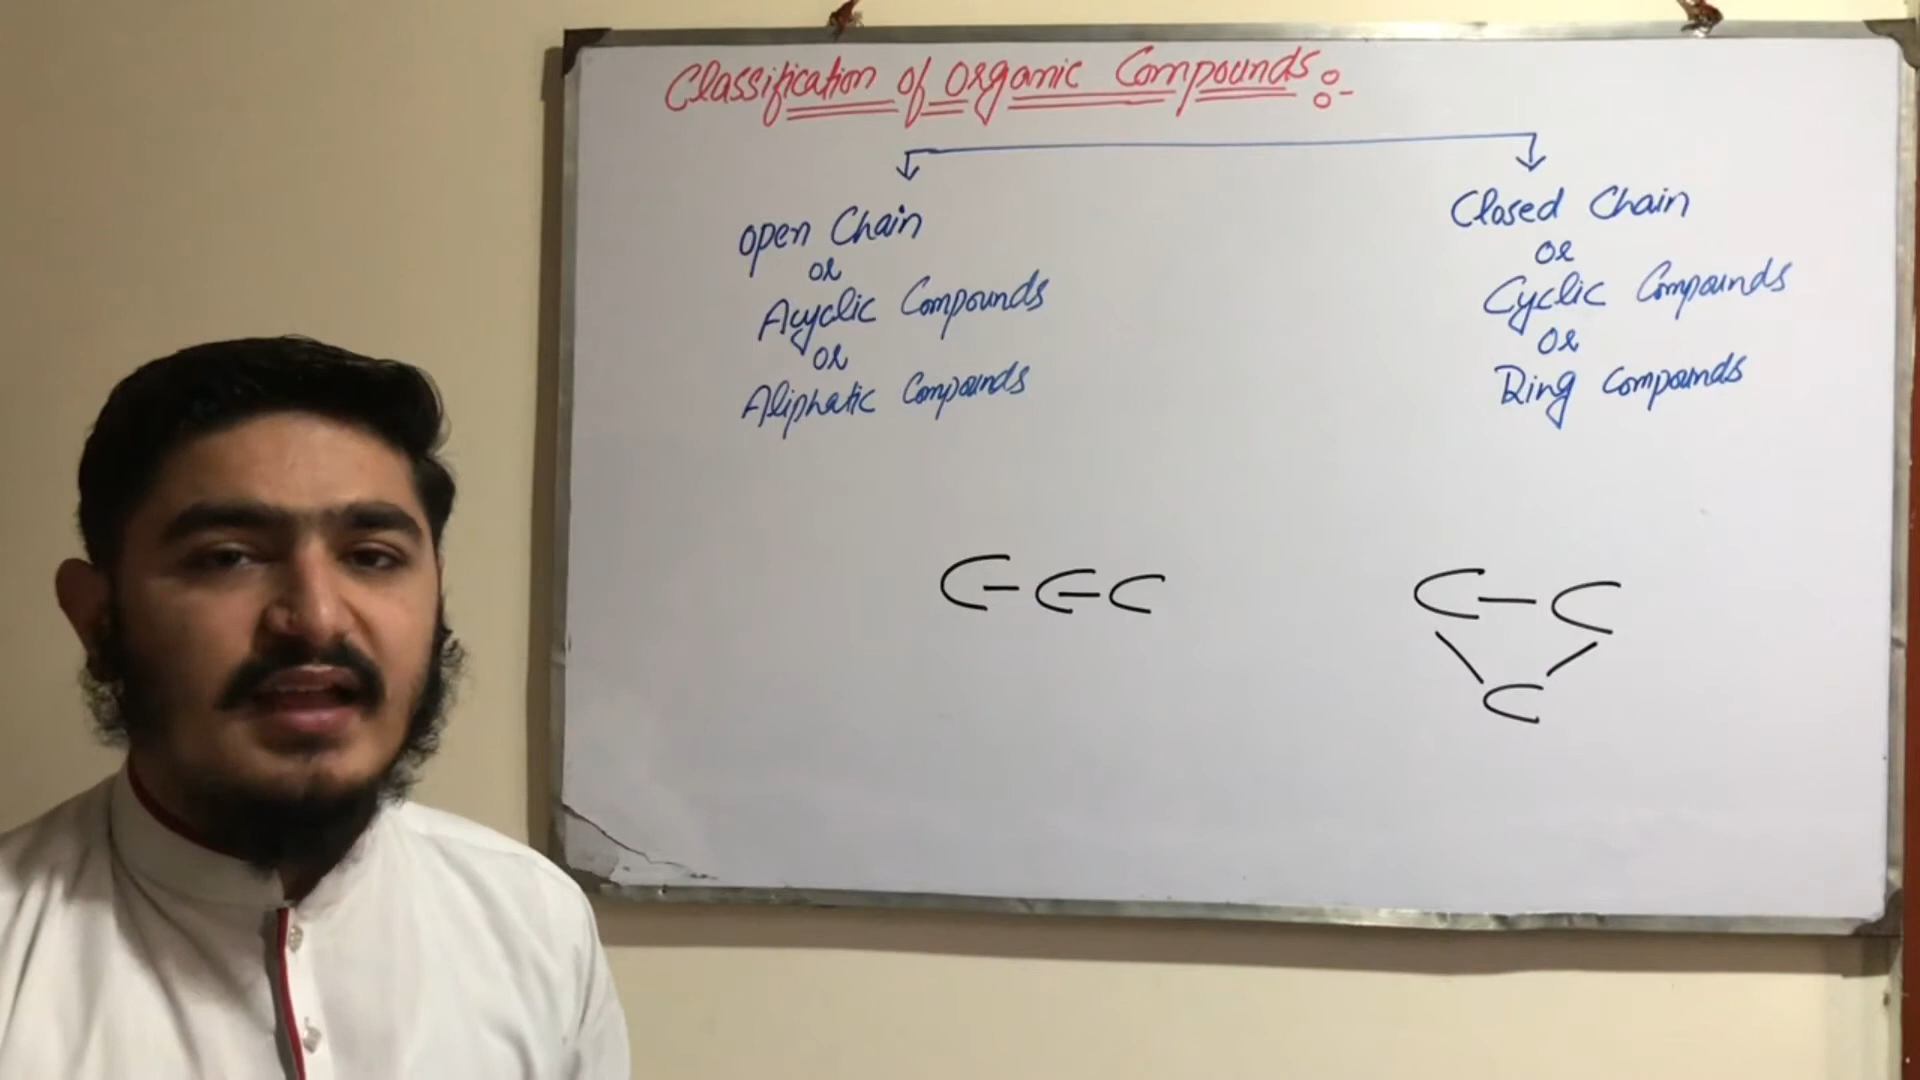 Classification of Organic Compounds :-
Open Chain
or
Acyclic Compounds
or
Aliphatic Compounds
Closed Chain
or
Cyclic Compounds
or
Ring Compounds
C-C-C
C-C
C